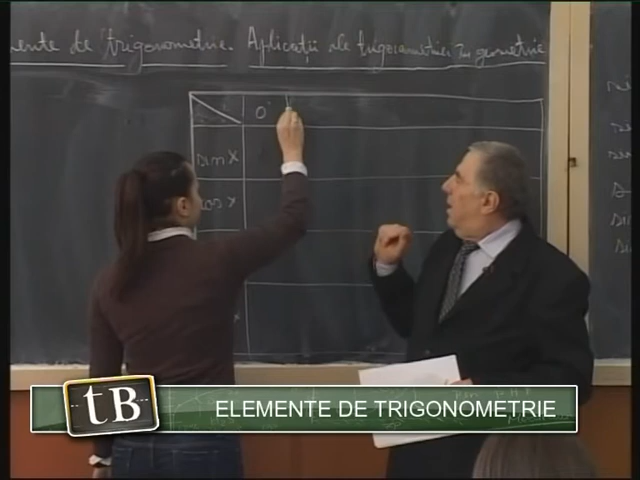 ente de trigonometrie. Aplicații ale trigonometriei în geometrie
0°
sin x
cos x
tB
ELEMENTE DE TRIGONOMETRIE